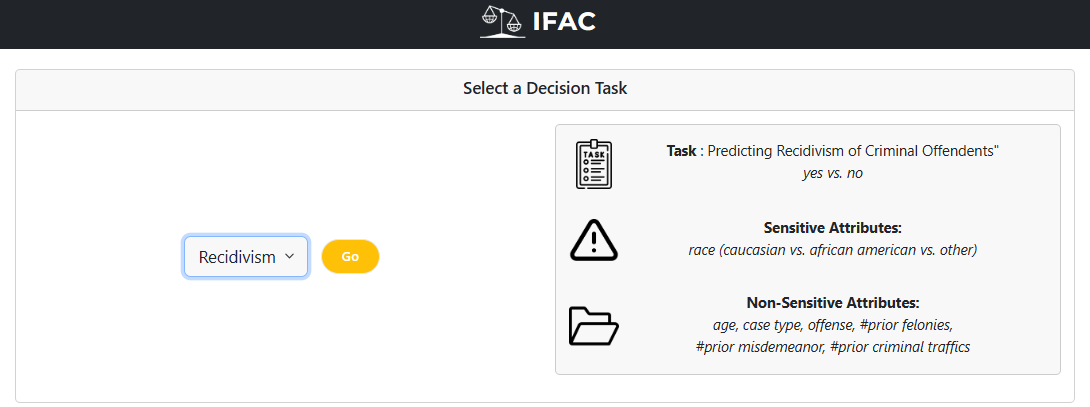 IFAC
Select a Decision Task
Recidivism
Go
TASK
Task : Predicting Recidivism of Criminal Offendents"
yes vs. no
Sensitive Attributes:
race (caucasian vs. african american vs. other)
Non-Sensitive Attributes:
age, case type, offense, #prior felonies,
#prior misdemeanor, #prior criminal traffics